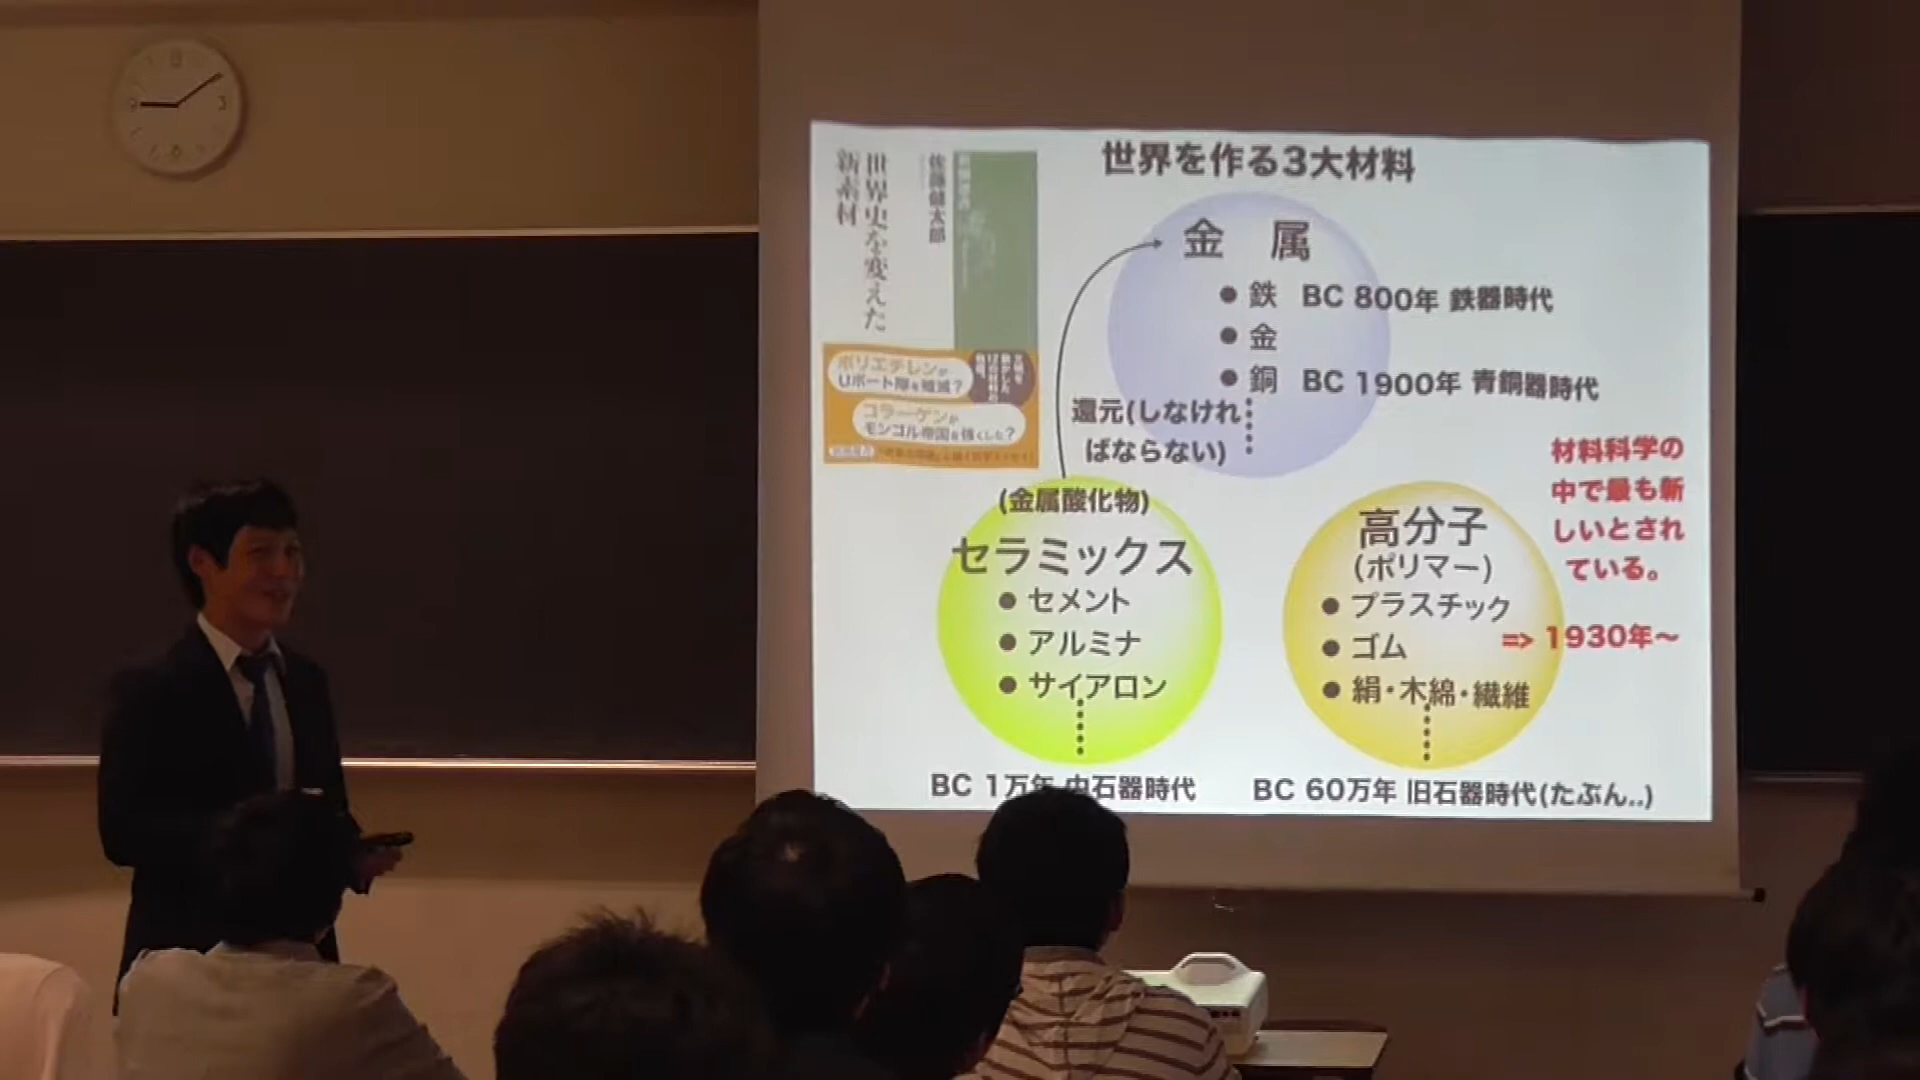 世界を作る3大材料
世界史を変えた
新素材
佐藤健太郎
ポリエチレンが
Uボート隊を殲滅?
コラーゲンが
モンゴル帝国を強くした?
金 属
● 鉄 BC 800年 鉄器時代
● 金
● 銅 BC 1900年 青銅器時代
還元(しなけれ
ばならない)
(金属酸化物)
セラミックス
● セメント
● アルミナ
● サイアロン
BC 1万年 中石器時代
高分子
(ポリマー)
● プラスチック
● ゴム
● 絹・木綿・繊維
BC 60万年 旧石器時代(たぶん..)
材料科学の
中で最も新
しいとされ
ている。
=> 1930年〜
9
3